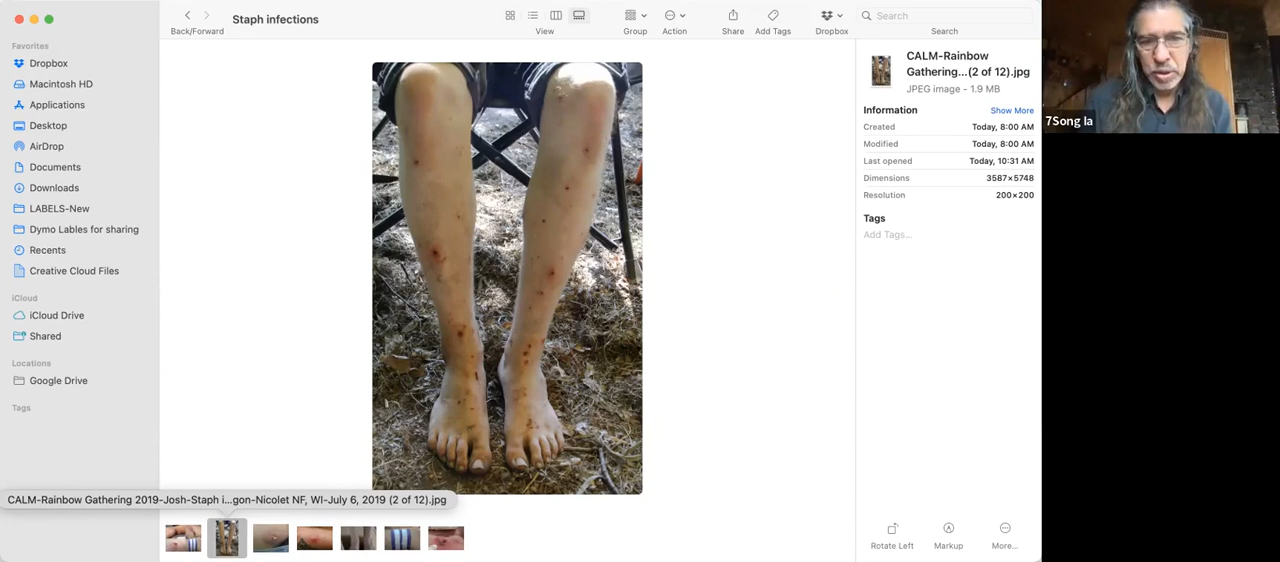 Back/Forward
Staph infections
View
Group
Action
Share
Add Tags
Dropbox
Search
Search
Favorites
Dropbox
Macintosh HD
Applications
Desktop
AirDrop
Documents
Downloads
LABELS-New
Dymo Lables for sharing
Recents
Creative Cloud Files
iCloud
iCloud Drive
Shared
Locations
Google Drive
Tags
CALM-Rainbow Gathering 2019-Josh-Staph i...gon-Nicolet NF, WI-July 6, 2019 (2 of 12).jpg
CALM-Rainbow
Gathering...(2 of 12).jpg
JPEG image - 1.9 MB
Information Show More
Created Today, 8:00 AM
Modified Today, 8:00 AM
Last opened Today, 10:31 AM
Dimensions 3587×5748
Resolution 200×200
Tags
Add Tags...
Rotate Left
Markup
More...
7Song la